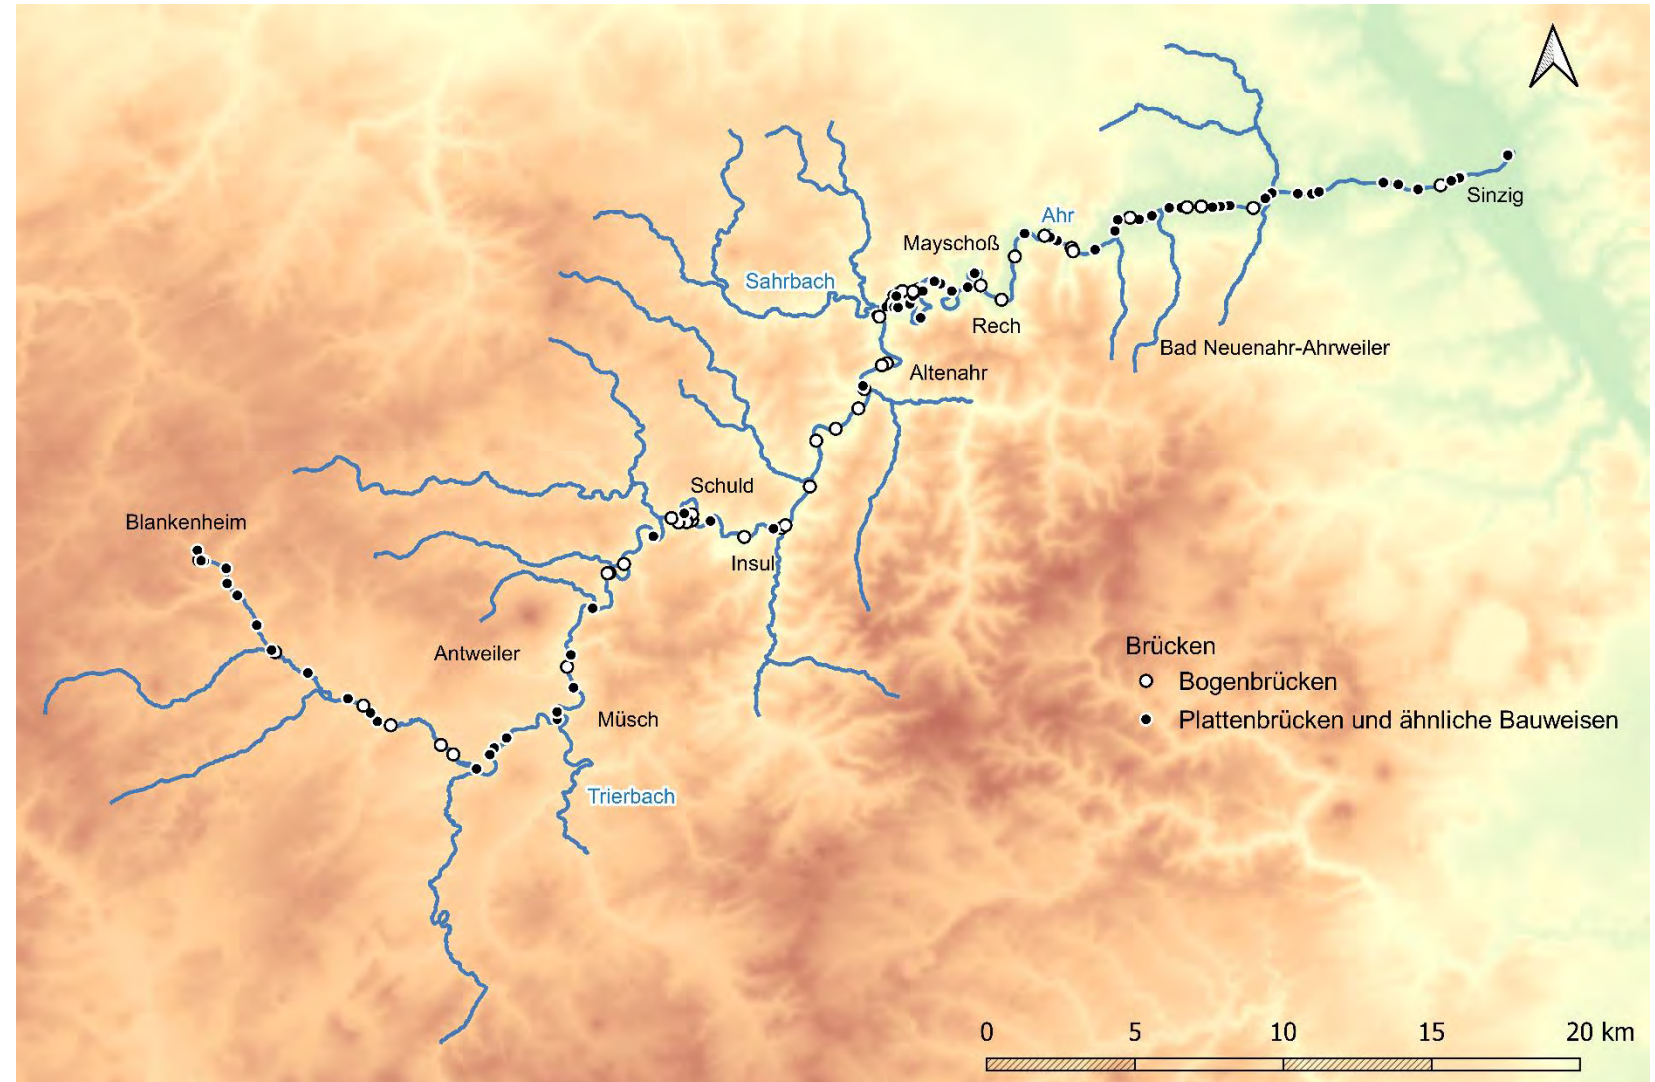 Ahr
Sinzig
Mayschoß
Sahrbach
Rech
Bad Neuenahr-Ahrweiler
Altenahr
Schuld
Blankenheim
Insul
Antweiler
Brücken
Bogenbrücken
Müsch
Plattenbrücken und ähnliche Bauweisen
Trierbach
0 5 10 15 20 km